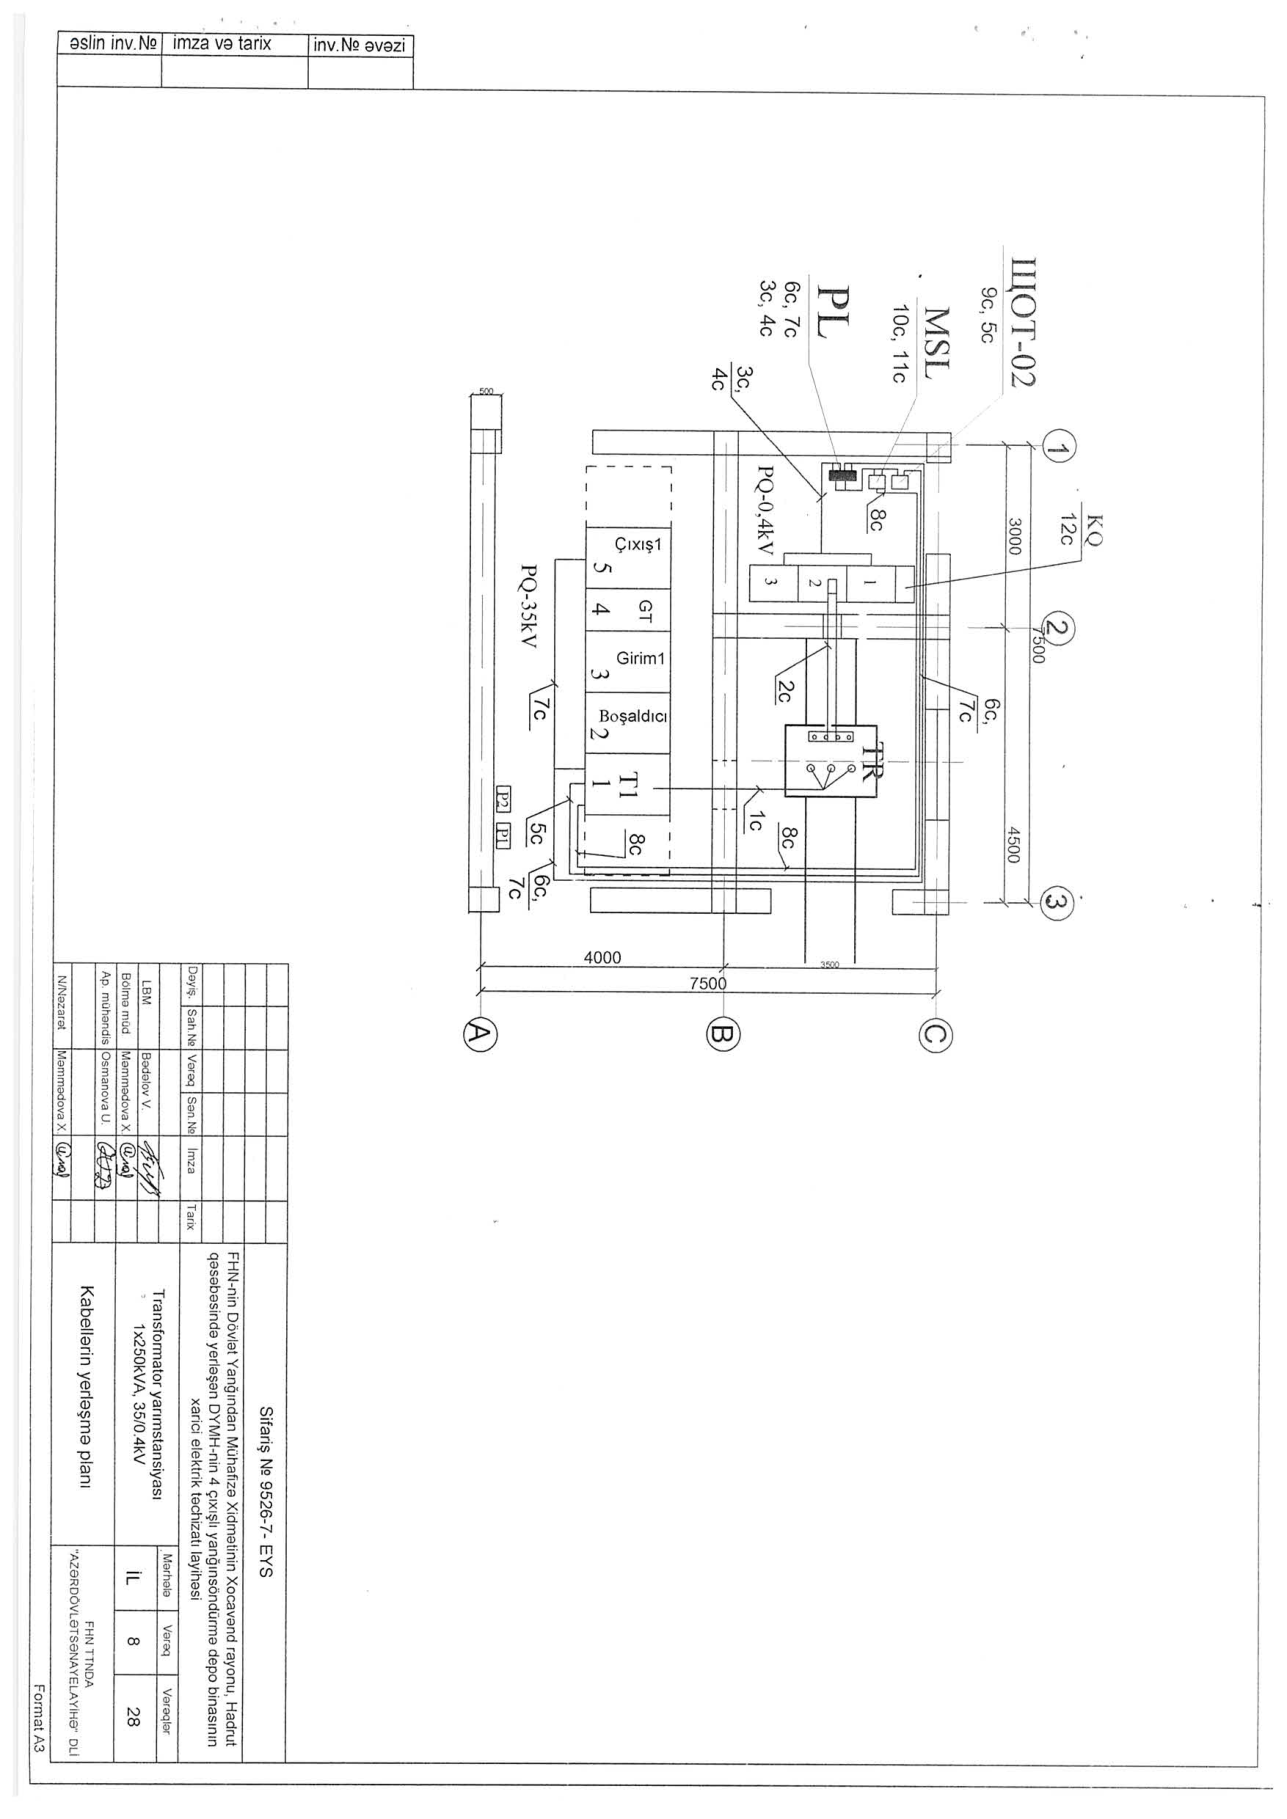 əslin inv.№ imza və tarix inv.№ əvəzi
ЩОТ-02
9c, 5c
MSL
10c, 11c
PL
6c, 7c
3c, 4c
3c,
4c
KQ
12c
1
2
3
3000
4500
7500
500
PQ-0,4kV
8c
3
2
1
2c
6c,
7c
TR
1c
8c
PQ-35kV
Çıxış1
5
GT
4
Girim1
3
Boşaldıcı
2
T1
1
7c
5c
8c
6c,
7c
P2
P1
4000
3500
7500
A
B
C
Sifariş № 9526-7- EYS
FHN-nin Dövlət Yanğından Mühafizə Xidmətinin Xocavənd rayonu, Hadrut
qəsəbəsində yerləşən DYMH-nin 4 çıxışlı yanğınsöndürmə depo binasının
xarici elektrik təchizatı layihəsi
Dəyiş. Sah.№ Vərəq Sən.№ İmza Tarix
LBM Bədəlov V.
Bölmə müd. Məmmədova X.
Ap. mühəndis Osmanova U.
N/Nəzarət Məmmədova X.
Transformator yarımstansiyası
1x250kVA, 35/0.4kV
Mərhələ Vərəq Vərəqlər
İL 8 28
Kabellərin yerləşmə planı
FHN TTNDA
"AZƏRDÖVLƏTSƏNAYELAYİHƏ" DLİ
Format A3